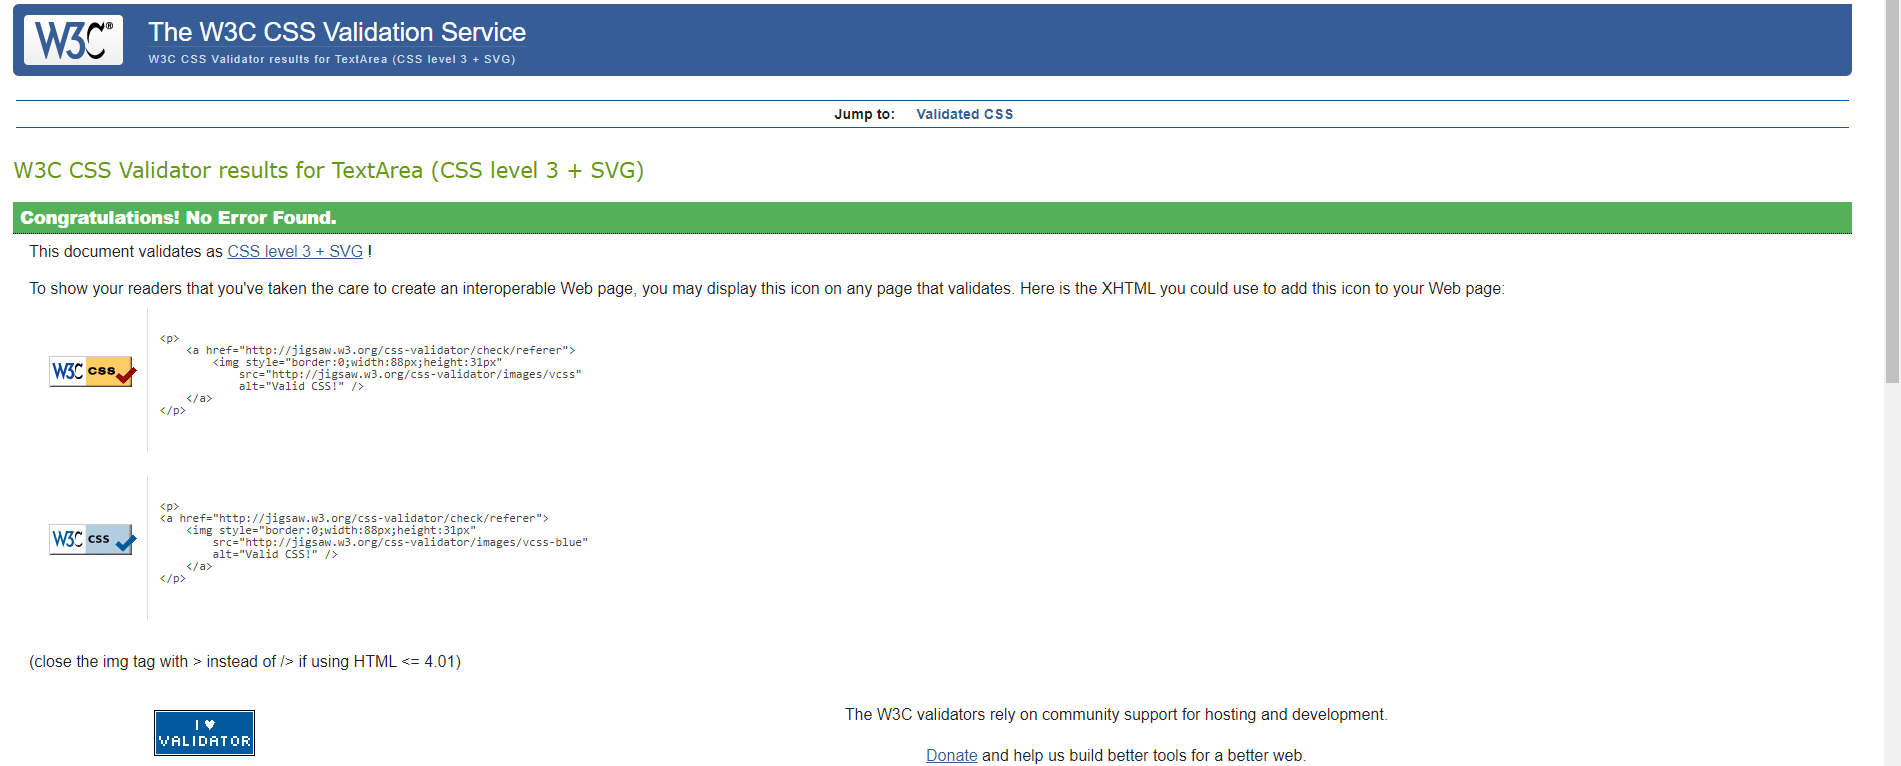 W3C®
The W3C CSS Validation Service
W3C CSS Validator results for TextArea (CSS level 3 + SVG)
Jump to: Validated CSS
W3C CSS Validator results for TextArea (CSS level 3 + SVG)
Congratulations! No Error Found.
This document validates as CSS level 3 + SVG !
To show your readers that you've taken the care to create an interoperable Web page, you may display this icon on any page that validates. Here is the XHTML you could use to add this icon to your Web page:
W3C css
<p>
<a href="http://jigsaw.w3.org/css-validator/check/referer">
<img style="border:0;width:88px;height:31px"
src="http://jigsaw.w3.org/css-validator/images/vcss"
alt="Valid CSS!" />
</a>
</p>
W3C css
<p>
<a href="http://jigsaw.w3.org/css-validator/check/referer">
<img style="border:0;width:88px;height:31px"
src="http://jigsaw.w3.org/css-validator/images/vcss-blue"
alt="Valid CSS!" />
</a>
</p>
(close the img tag with > instead of /> if using HTML <= 4.01)
I ♥
VALIDATOR
The W3C validators rely on community support for hosting and development.
Donate and help us build better tools for a better web.